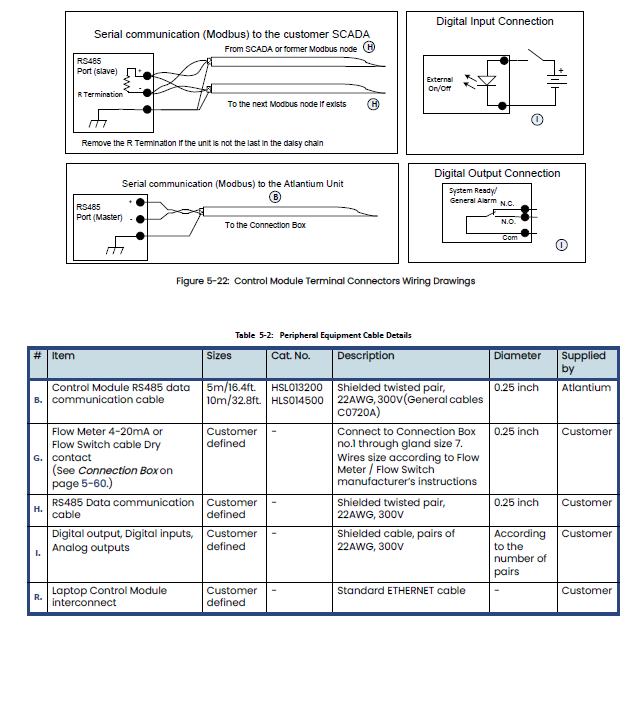 Serial communication (Modbus) to the customer SCADA
From SCADA or former Modbus node H
RS485
Port (slave)
+
-
R Termination
To the next Modbus node if exists H
Remove the R Termination if the unit is not the last in the daisy chain
Digital Input Connection
External
On/Off
+
I
Serial communication (Modbus) to the Atlantium Unit
B
RS485
Port (Master)
+
-
To the Connection Box
Digital Output Connection
System Ready/
General Alarm
N.C.
N.O.
Com
I
Figure 5-22: Control Module Terminal Connectors Wiring Drawings
Table 5-2: Peripheral Equipment Cable Details
# Item Sizes Cat. No. Description Diameter Supplied
by
B. Control Module RS485 data
communication cable
5m/16.4ft.
10m/32.8ft.
HSL013200
HLS014500
Shielded twisted pair,
22AWG,300V(General cables
C0720A)
0.25 inch
Atlantium
G. Flow Meter 4-20mA or
Flow Switch cable Dry
contact
(See Connection Box on
page 5-60.)
Customer
defined
-
Connect to Connection Box
no.1 through gland size 7.
Wires size according to Flow
Meter / Flow Switch
manufacturer's instructions
0.25 inch
Customer
H. RS485 Data communication
cable
Customer
defined
-
Shielded twisted pair,
22AWG, 300V
0.25 inch
Customer
I. Digital output, Digital inputs,
Analog outputs
Customer
defined
-
Shielded cable, pairs of
22AWG, 300V
According
to the
number of
pairs
Customer
R. Laptop Control Module
interconnect
Customer
defined
-
Standard ETHERNET cable
-
Customer